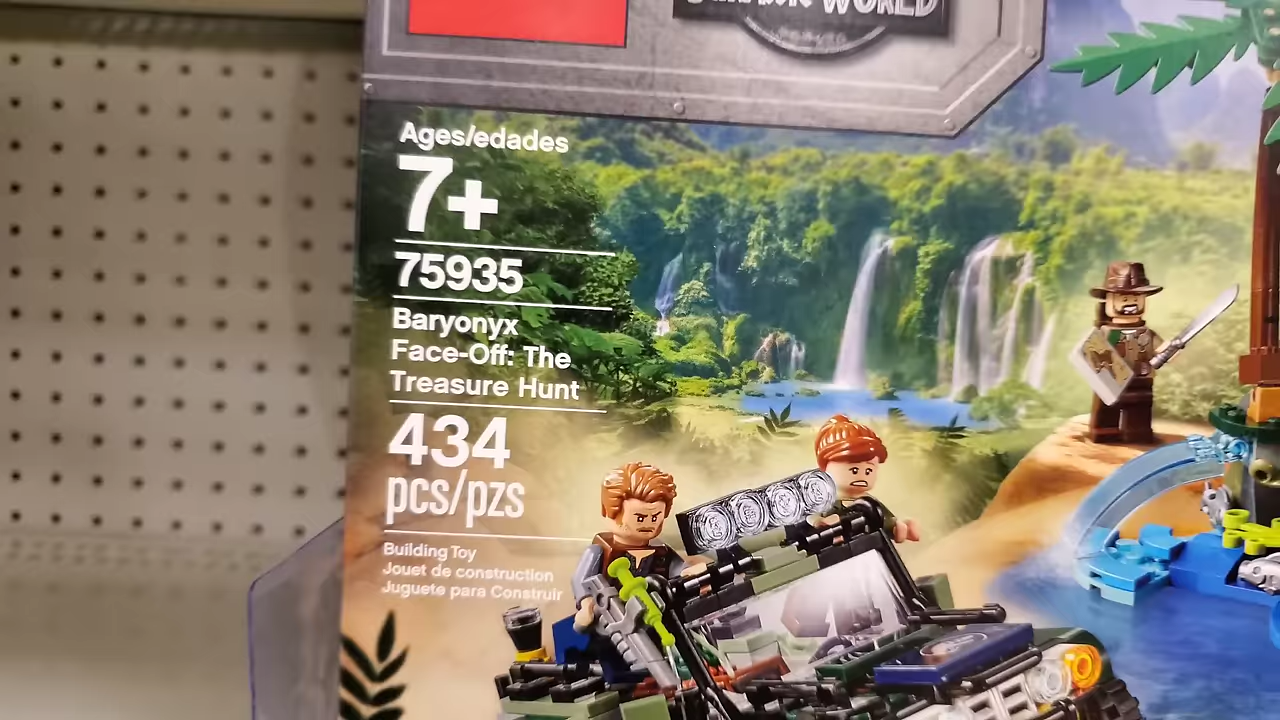 WORLD
Ages/edades
7+
75935
Baryonyx
Face-Off: The
Treasure Hunt
434
pcs/pzs
Building Toy
Jouet de construction
Juguete para Construir